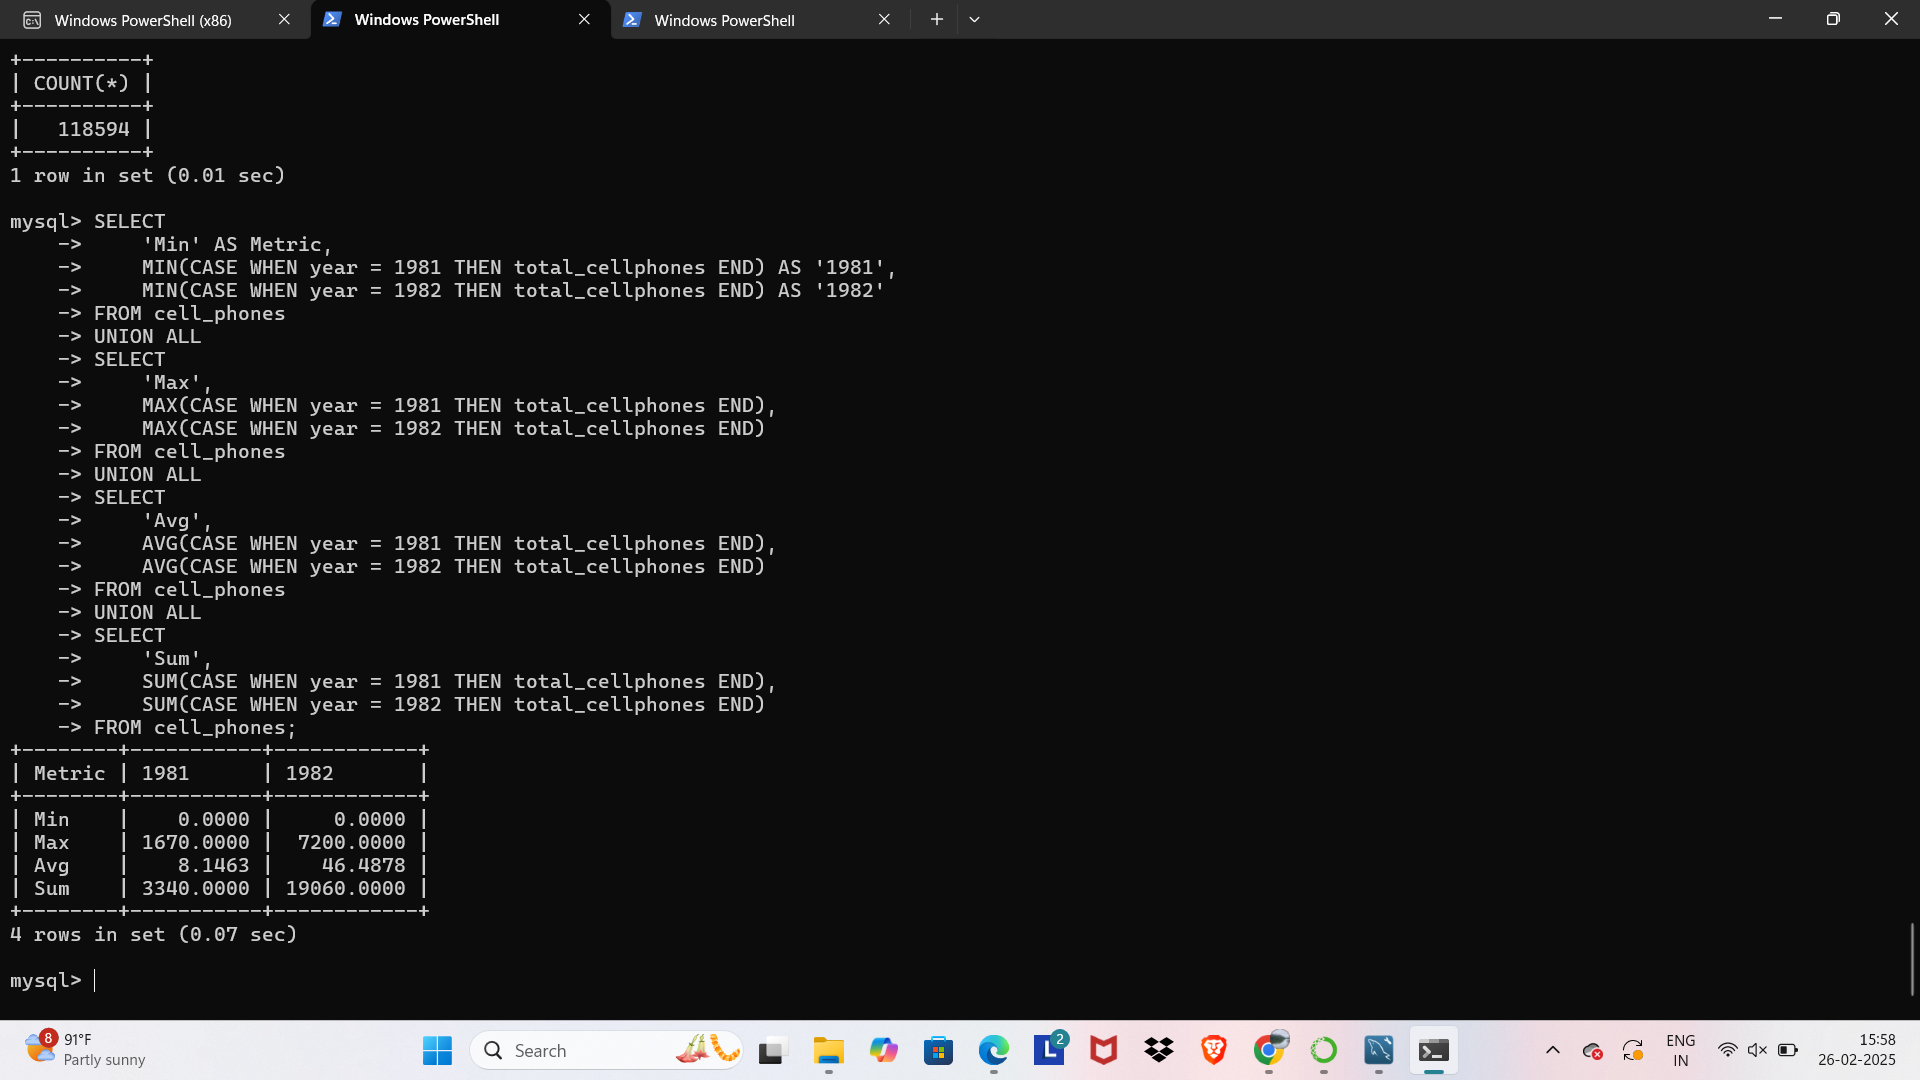 Windows PowerShell (x86)
Windows PowerShell
Windows PowerShell
+----------+
| COUNT(*) |
+----------+
|   118594 |
+----------+
1 row in set (0.01 sec)
mysql> SELECT
    ->     'Min' AS Metric,
    ->     MIN(CASE WHEN year = 1981 THEN total_cellphones END) AS '1981',
    ->     MIN(CASE WHEN year = 1982 THEN total_cellphones END) AS '1982'
    -> FROM cell_phones
    -> UNION ALL
    -> SELECT
    ->     'Max',
    ->     MAX(CASE WHEN year = 1981 THEN total_cellphones END),
    ->     MAX(CASE WHEN year = 1982 THEN total_cellphones END)
    -> FROM cell_phones
    -> UNION ALL
    -> SELECT
    ->     'Avg',
    ->     AVG(CASE WHEN year = 1981 THEN total_cellphones END),
    ->     AVG(CASE WHEN year = 1982 THEN total_cellphones END)
    -> FROM cell_phones
    -> UNION ALL
    -> SELECT
    ->     'Sum',
    ->     SUM(CASE WHEN year = 1981 THEN total_cellphones END),
    ->     SUM(CASE WHEN year = 1982 THEN total_cellphones END)
    -> FROM cell_phones;
+--------+-----------+------------+
| Metric | 1981      | 1982       |
+--------+-----------+------------+
| Min    |    0.0000 |     0.0000 |
| Max    | 1670.0000 |  7200.0000 |
| Avg    |    8.1463 |    46.4878 |
| Sum    | 3340.0000 | 19060.0000 |
+--------+-----------+------------+
4 rows in set (0.07 sec)
mysql>
8
91°F
Partly sunny
Search
L
2
ENG
IN
15:58
26-02-2025